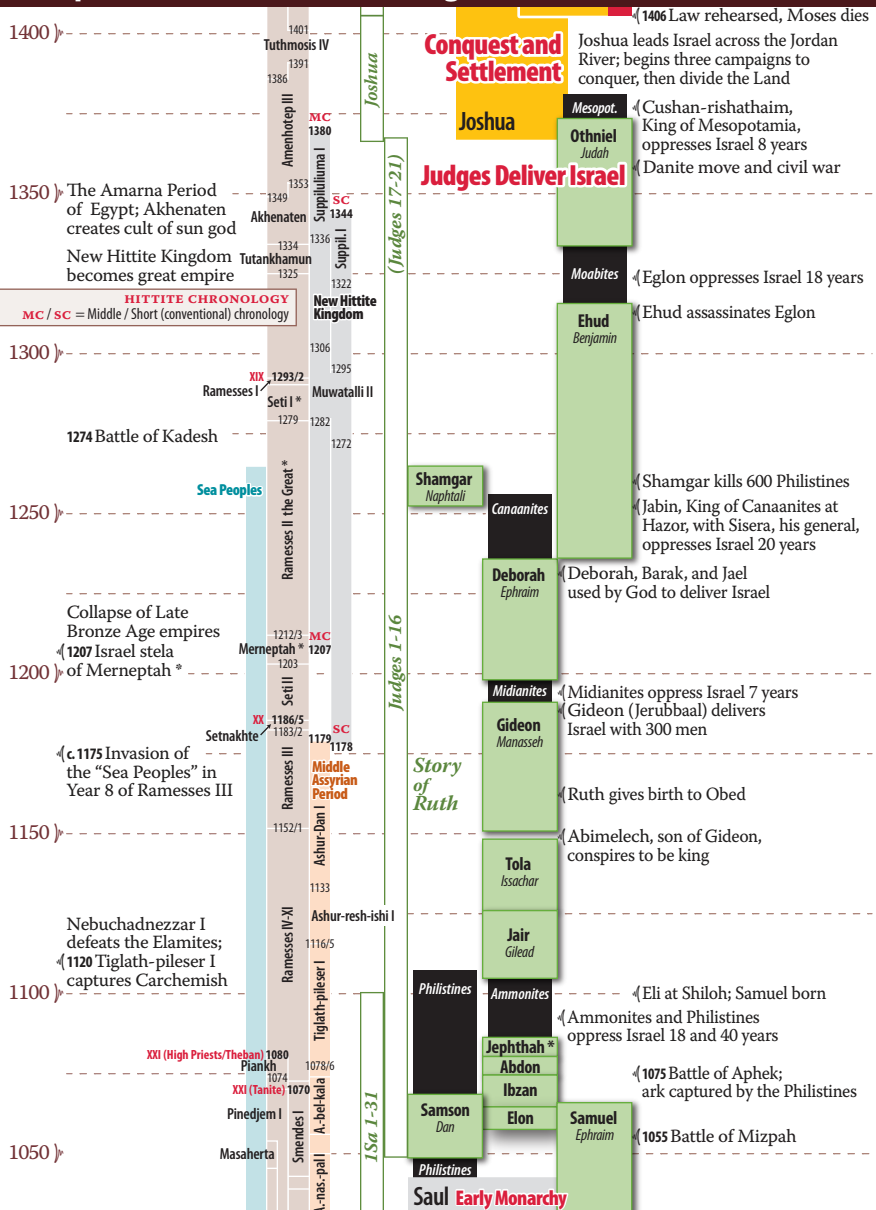 1400
1350
1300
1250
1200
1150
1100
1050
The Amarna Period
of Egypt; Akhenaten
creates cult of sun god
New Hittite Kingdom
becomes great empire
HITTITE CHRONOLOGY
MC / SC = Middle / Short (conventional) chronology
1274 Battle of Kadesh
Sea Peoples
Collapse of Late
Bronze Age empires
1207 Israel stela
of Merneptah *
c. 1175 Invasion of
the “Sea Peoples” in
Year 8 of Ramesses III
Nebuchadnezzar I
defeats the Elamites;
1120 Tiglath-pileser I
captures Carchemish
1401
Tuthmosis IV
1391
1386
Amenhotep III
1353
1349
Akhenaten
1334
Tutankhamun
1325
XIX 1293/2
Ramesses I
Seti I *
1279
Ramesses II the Great *
1212/3
Merneptah *
1203
Seti II
XX 1186/5
1183/2
Setnakhte
Ramesses III
1152/1
Ramesses IV-XI
XXI (High Priests/Theban) 1080
Piankh
1074
XXI (Tanite) 1070
Pinedjem I
Smendes I
Masaherta
MC
1380
Suppiluliuma I
SC
1344
1336
Suppil. I
1322
New Hittite
Kingdom
1306
1295
Muwatalli II
1282
1272
MC
1207
SC
1179
1178
Middle
Assyrian
Period
Ashur-Dan I
1133
Ashur-resh-ishi I
1116/5
Tiglath-pileser I
1078/6
A.-bel-kala
A.-nas.-pal I
Joshua
(Judges 17-21)
Judges 1-16
1Sa 1-31
Story
of
Ruth
Conquest and
Settlement
Joshua
Judges Deliver Israel
Mesopot.
Othniel
Judah
Moabites
Ehud
Benjamin
Shamgar
Naphtali
Canaanites
Deborah
Ephraim
Midianites
Gideon
Manasseh
Tola
Issachar
Jair
Gilead
Philistines
Ammonites
Jephthah *
Abdon
Ibzan
Elon
Samson
Dan
Samuel
Ephraim
Philistines
Saul Early Monarchy
1406 Law rehearsed, Moses dies
Joshua leads Israel across the Jordan
River; begins three campaigns to
conquer, then divide the Land
Cushan-rishathaim,
King of Mesopotamia,
oppresses Israel 8 years
Danite move and civil war
Eglon oppresses Israel 18 years
Ehud assassinates Eglon
Shamgar kills 600 Philistines
Jabin, King of Canaanites at
Hazor, with Sisera, his general,
oppresses Israel 20 years
Deborah, Barak, and Jael
used by God to deliver Israel
Midianites oppress Israel 7 years
Gideon (Jerubbaal) delivers
Israel with 300 men
Ruth gives birth to Obed
Abimelech, son of Gideon,
conspires to be king
Eli at Shiloh; Samuel born
Ammonites and Philistines
oppress Israel 18 and 40 years
1075 Battle of Aphek;
ark captured by the Philistines
1055 Battle of Mizpah